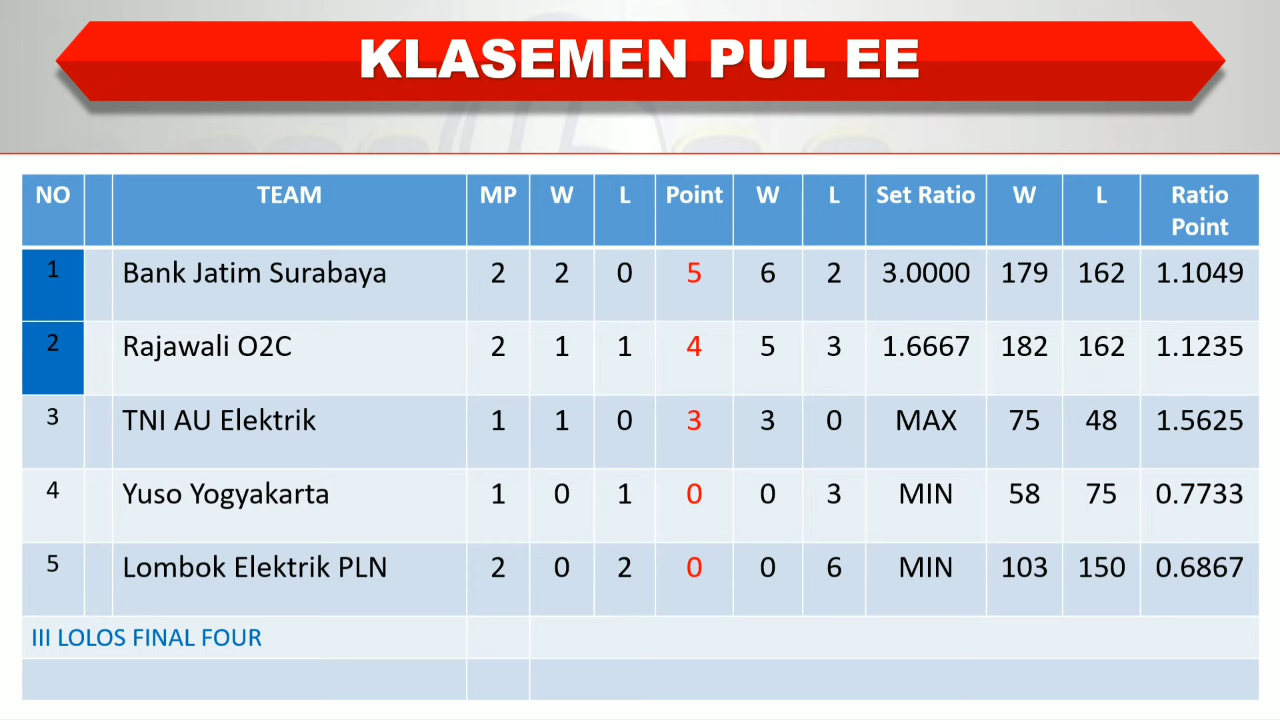 KLASEMEN PUL EE
NO TEAM MP W L Point W L Set Ratio W L Ratio Point
1 Bank Jatim Surabaya 2 2 0 5 6 2 3.0000 179 162 1.1049
2 Rajawali O2C 2 1 1 4 5 3 1.6667 182 162 1.1235
3 TNI AU Elektrik 1 1 0 3 3 0 MAX 75 48 1.5625
4 Yuso Yogyakarta 1 0 1 0 0 3 MIN 58 75 0.7733
5 Lombok Elektrik PLN 2 0 2 0 0 6 MIN 103 150 0.6867
III LOLOS FINAL FOUR